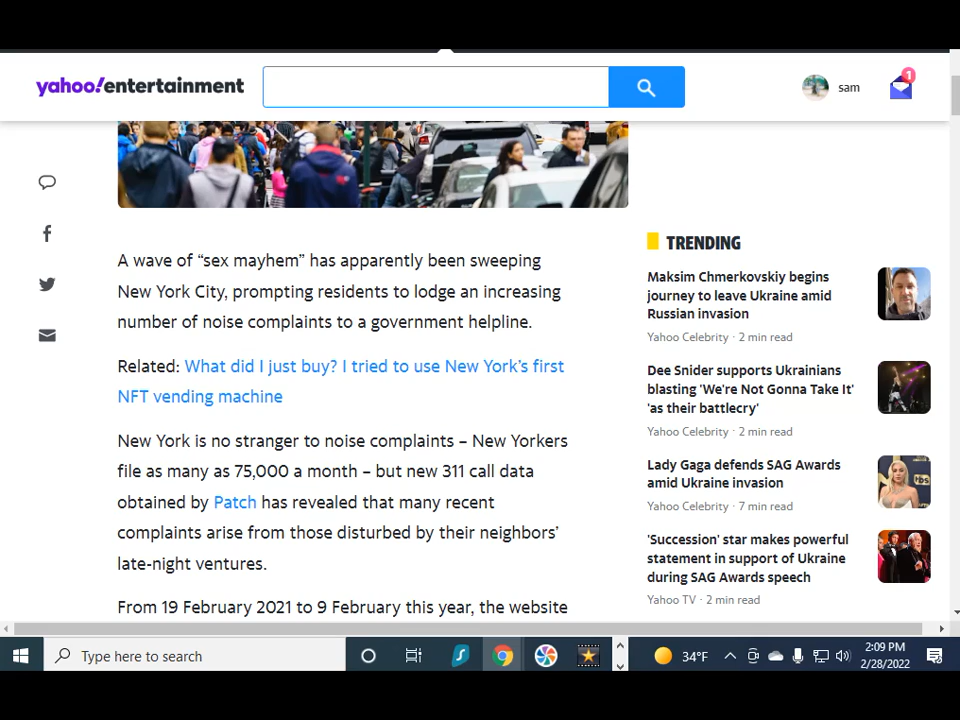 yahoo!entertainment
sam
1
A wave of “sex mayhem” has apparently been sweeping
New York City, prompting residents to lodge an increasing
number of noise complaints to a government helpline.
Related: What did I just buy? I tried to use New York’s first
NFT vending machine
New York is no stranger to noise complaints – New Yorkers
file as many as 75,000 a month – but new 311 call data
obtained by Patch has revealed that many recent
complaints arise from those disturbed by their neighbors’
late-night ventures.
From 19 February 2021 to 9 February this year, the website
TRENDING
Maksim Chmerkovskiy begins
journey to leave Ukraine amid
Russian invasion
Yahoo Celebrity · 2 min read
Dee Snider supports Ukrainians
blasting 'We're Not Gonna Take It'
'as their battlecry'
Yahoo Celebrity · 2 min read
Lady Gaga defends SAG Awards
amid Ukraine invasion
Yahoo Celebrity · 7 min read
'Succession' star makes powerful
statement in support of Ukraine
during SAG Awards speech
Yahoo TV · 2 min read
Type here to search
34°F
2:09 PM
2/28/2022